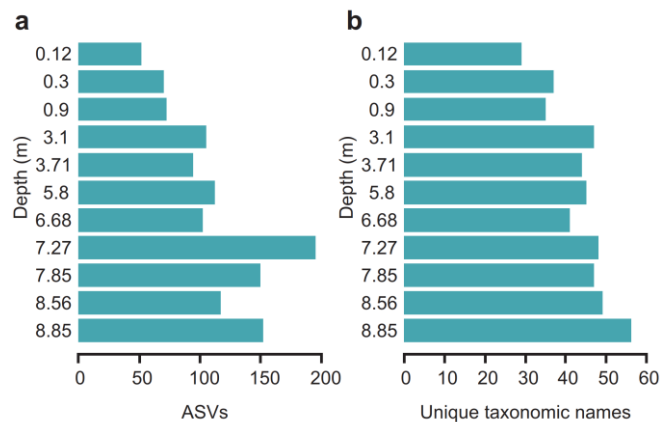 a
Depth (m)
0.12
0.3
0.9
3.1
3.71
5.8
6.68
7.27
7.85
8.56
8.85
0 50 100 150 200
ASVs
b
Depth (m)
0.12
0.3
0.9
3.1
3.71
5.8
6.68
7.27
7.85
8.56
8.85
0 10 20 30 40 50 60
Unique taxonomic names